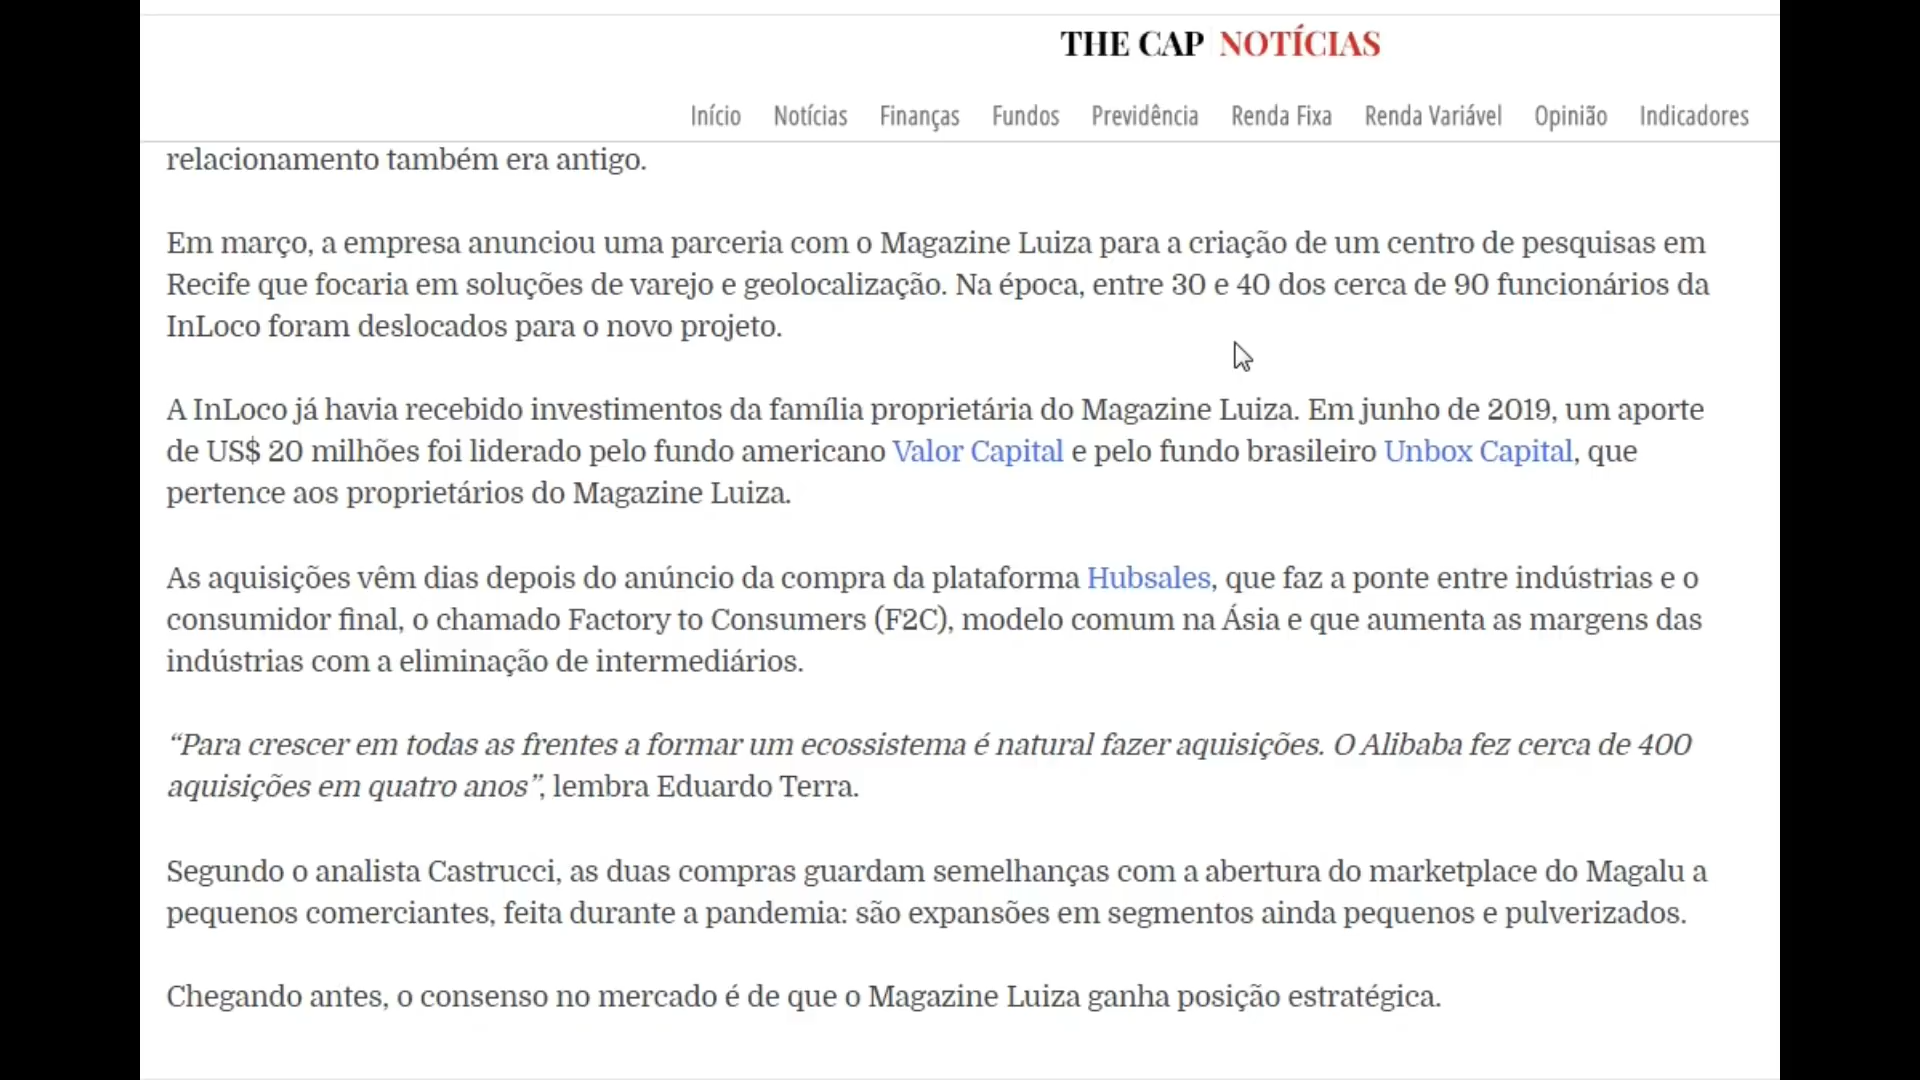 THE CAP NOTÍCIAS
Início Notícias Finanças Fundos Previdência Renda Fixa Renda Variável Opinião Indicadores
relacionamento também era antigo.
Em março, a empresa anunciou uma parceria com o Magazine Luiza para a criação de um centro de pesquisas em
Recife que focaria em soluções de varejo e geolocalização. Na época, entre 30 e 40 dos cerca de 90 funcionários da
InLoco foram deslocados para o novo projeto.
A InLoco já havia recebido investimentos da família proprietária do Magazine Luiza. Em junho de 2019, um aporte
de US$ 20 milhões foi liderado pelo fundo americano Valor Capital e pelo fundo brasileiro Unbox Capital, que
pertence aos proprietários do Magazine Luiza.
As aquisições vêm dias depois do anúncio da compra da plataforma Hubsales, que faz a ponte entre indústrias e o
consumidor final, o chamado Factory to Consumers (F2C), modelo comum na Ásia e que aumenta as margens das
indústrias com a eliminação de intermediários.
“Para crescer em todas as frentes a formar um ecossistema é natural fazer aquisições. O Alibaba fez cerca de 400
aquisições em quatro anos”, lembra Eduardo Terra.
Segundo o analista Castrucci, as duas compras guardam semelhanças com a abertura do marketplace do Magalu a
pequenos comerciantes, feita durante a pandemia: são expansões em segmentos ainda pequenos e pulverizados.
Chegando antes, o consenso no mercado é de que o Magazine Luiza ganha posição estratégica.